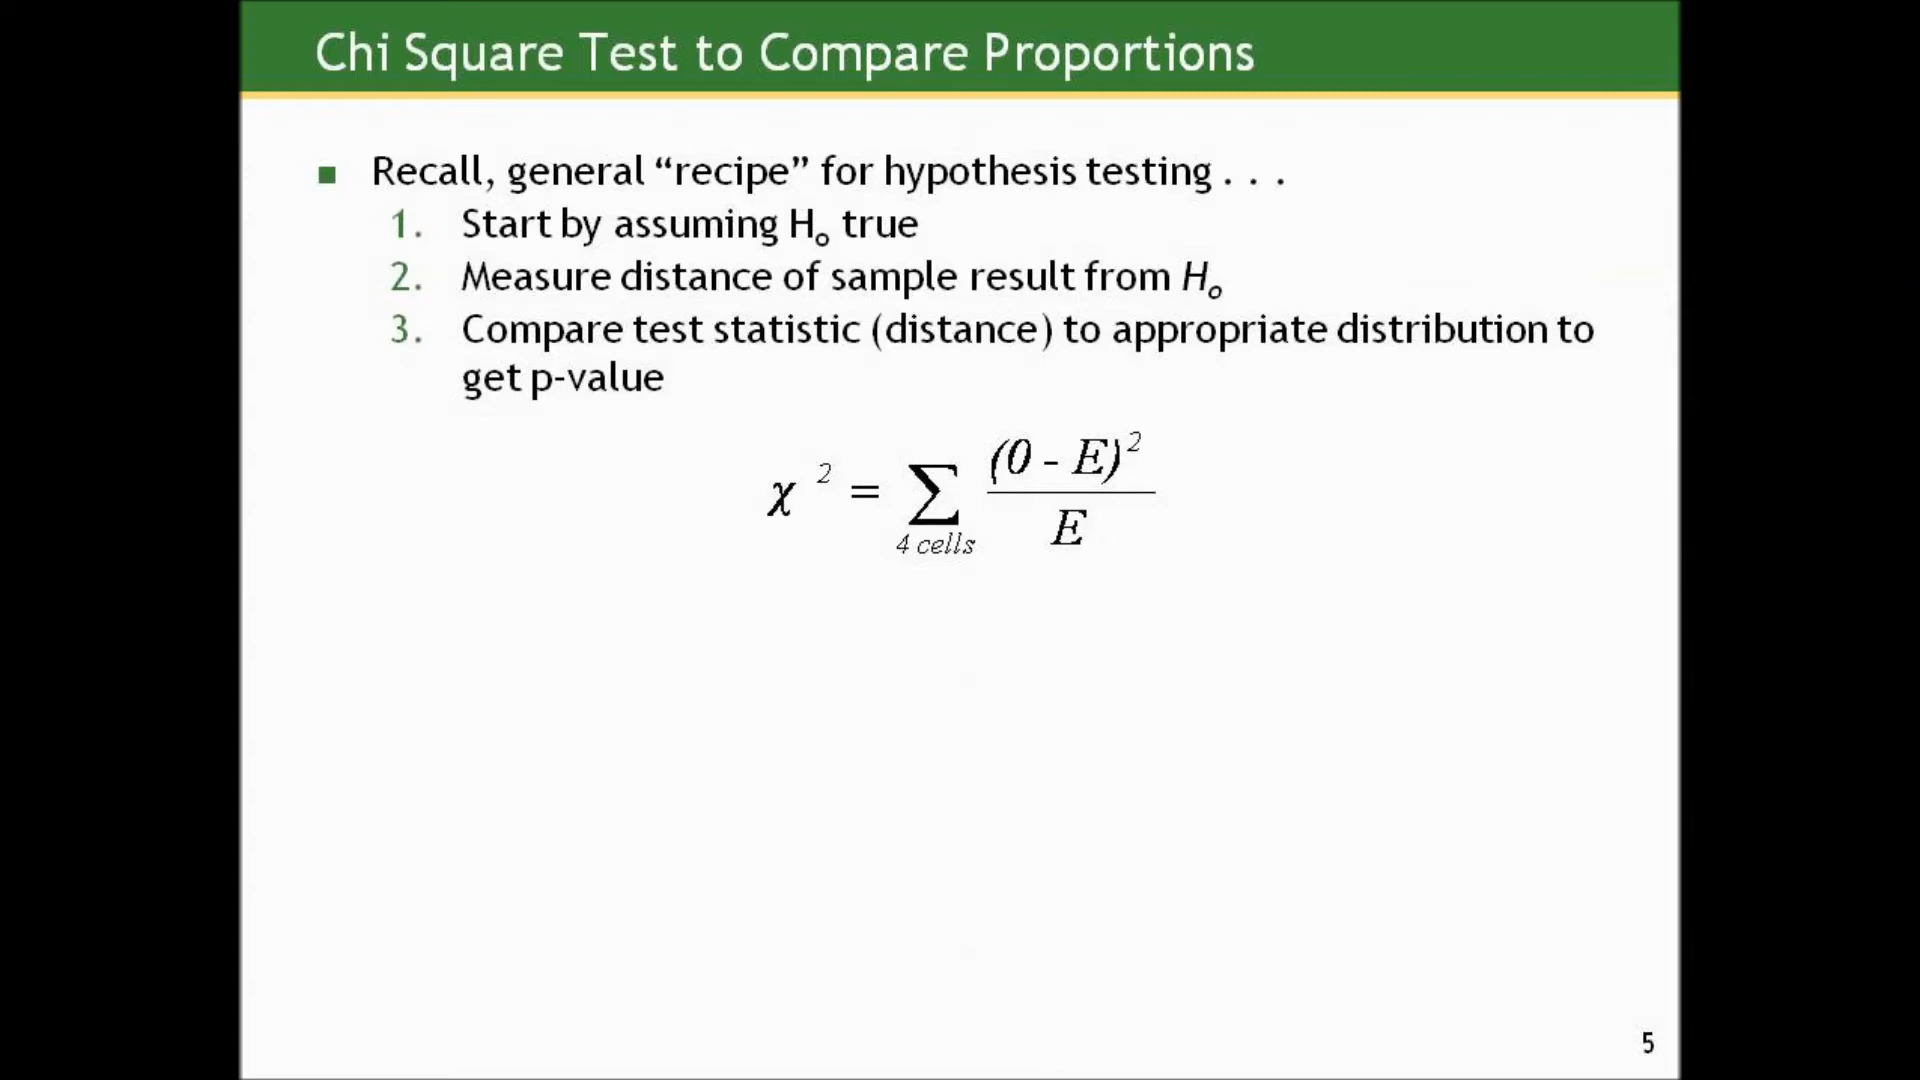 Chi Square Test to Compare Proportions
■ Recall, general “recipe” for hypothesis testing . . .
1. Start by assuming Hₒ true
2. Measure distance of sample result from Hₒ
3. Compare test statistic (distance) to appropriate distribution to
get p-value
χ² = ∑ (0 - E)² / E
4 cells
5